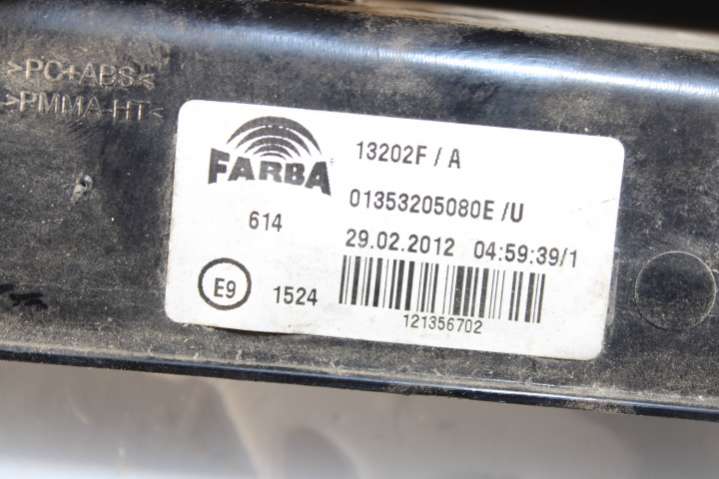 >PC+ABS<
>PMMA-HT<
FARBA
13202F / A
01353205080E /U
614
29.02.2012 04:59:39/1
E9
1524
121356702